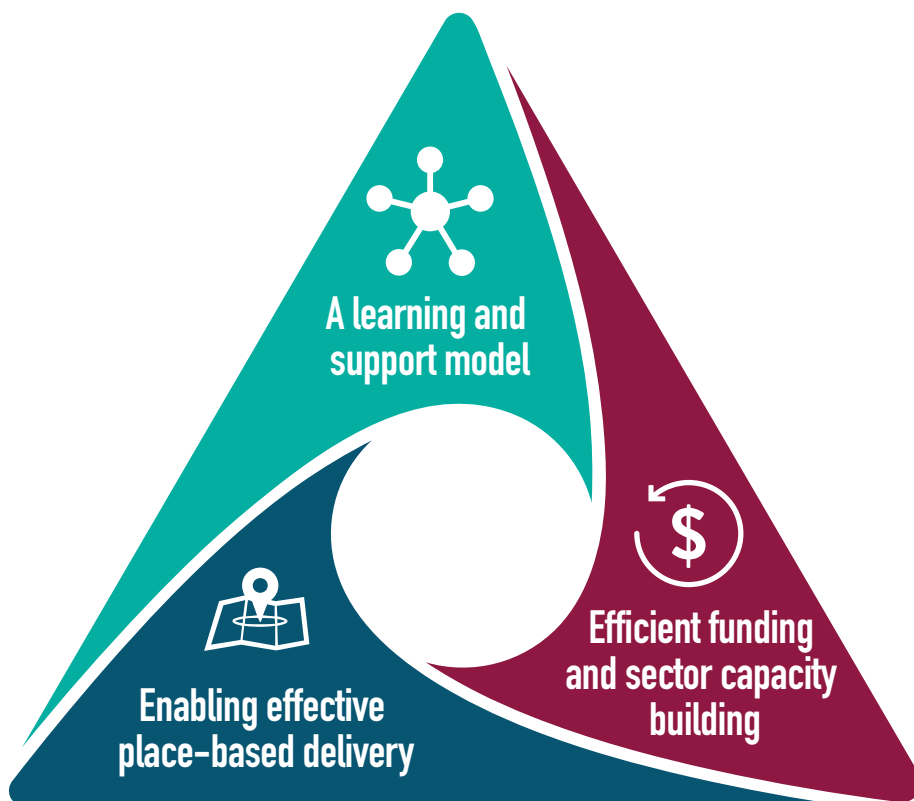 A learning and
support model
$
Efficient funding
and sector capacity
building
Enabling effective
place-based delivery